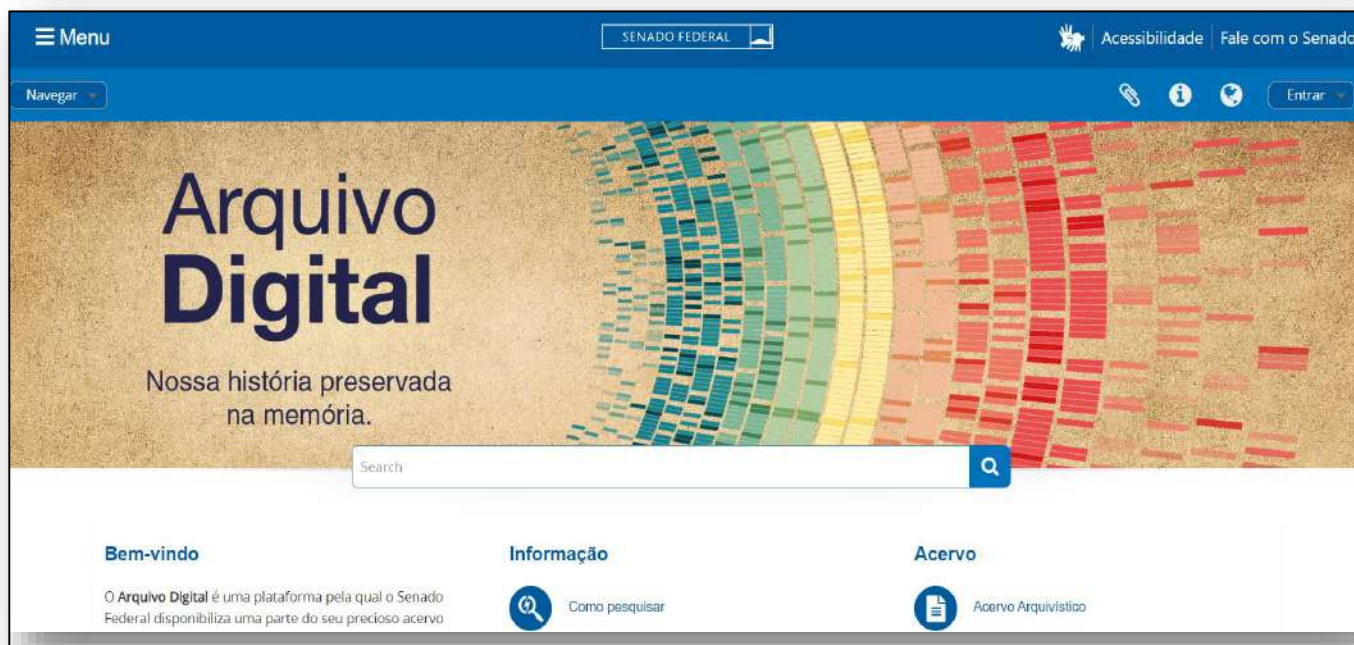 Menu
SENADO FEDERAL
Acessibilidade
Fale com o Senado
Navegar
Entrar
Arquivo
Digital
Nossa história preservada
na memória.
Search
Bem-vindo
O Arquivo Digital é uma plataforma pela qual o Senado
Federal disponibiliza uma parte do seu precioso acervo
Informação
Como pesquisar
Acervo
Acervo Arquivístico